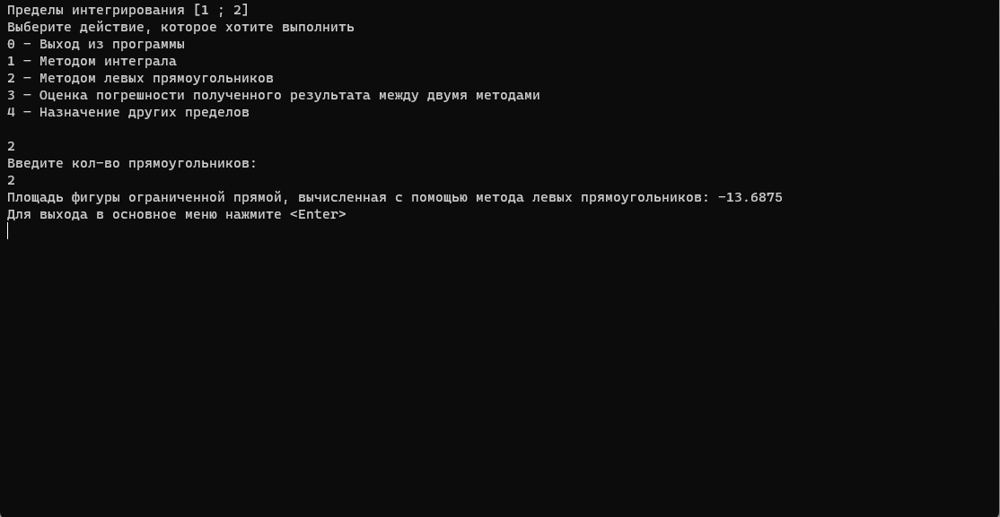 Пределы интегрирования [1 ; 2]
Выберите действие, которое хотите выполнить
0 - Выход из программы
1 - Методом интеграла
2 - Методом левых прямоугольников
3 - Оценка погрешности полученного результата между двумя методами
4 - Назначение других пределов
2
Введите кол-во прямоугольников:
2
Площадь фигуры ограниченной прямой, вычисленная с помощью метода левых прямоугольников: -13.6875
Для выхода в основное меню нажмите <Enter>